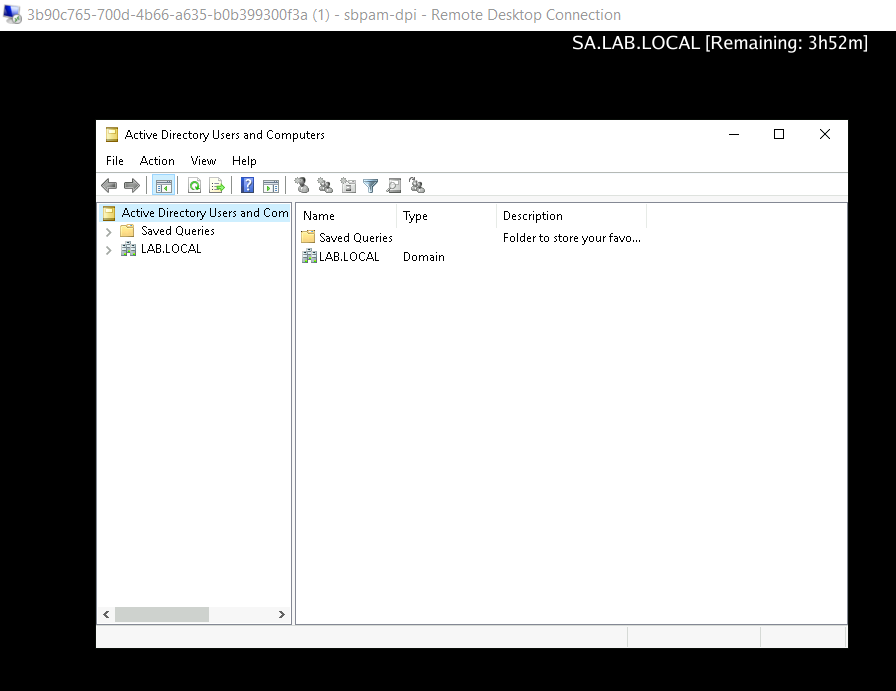 3b90c765-700d-4b66-a635-b0b399300f3a (1) - sbpam-dpi - Remote Desktop Connection
SA.LAB.LOCAL [Remaining: 3h52m]
Active Directory Users and Computers
File Action View Help
Active Directory Users and Com
Saved Queries
LAB.LOCAL
Name Type Description
Saved Queries Folder to store your favo...
LAB.LOCAL Domain